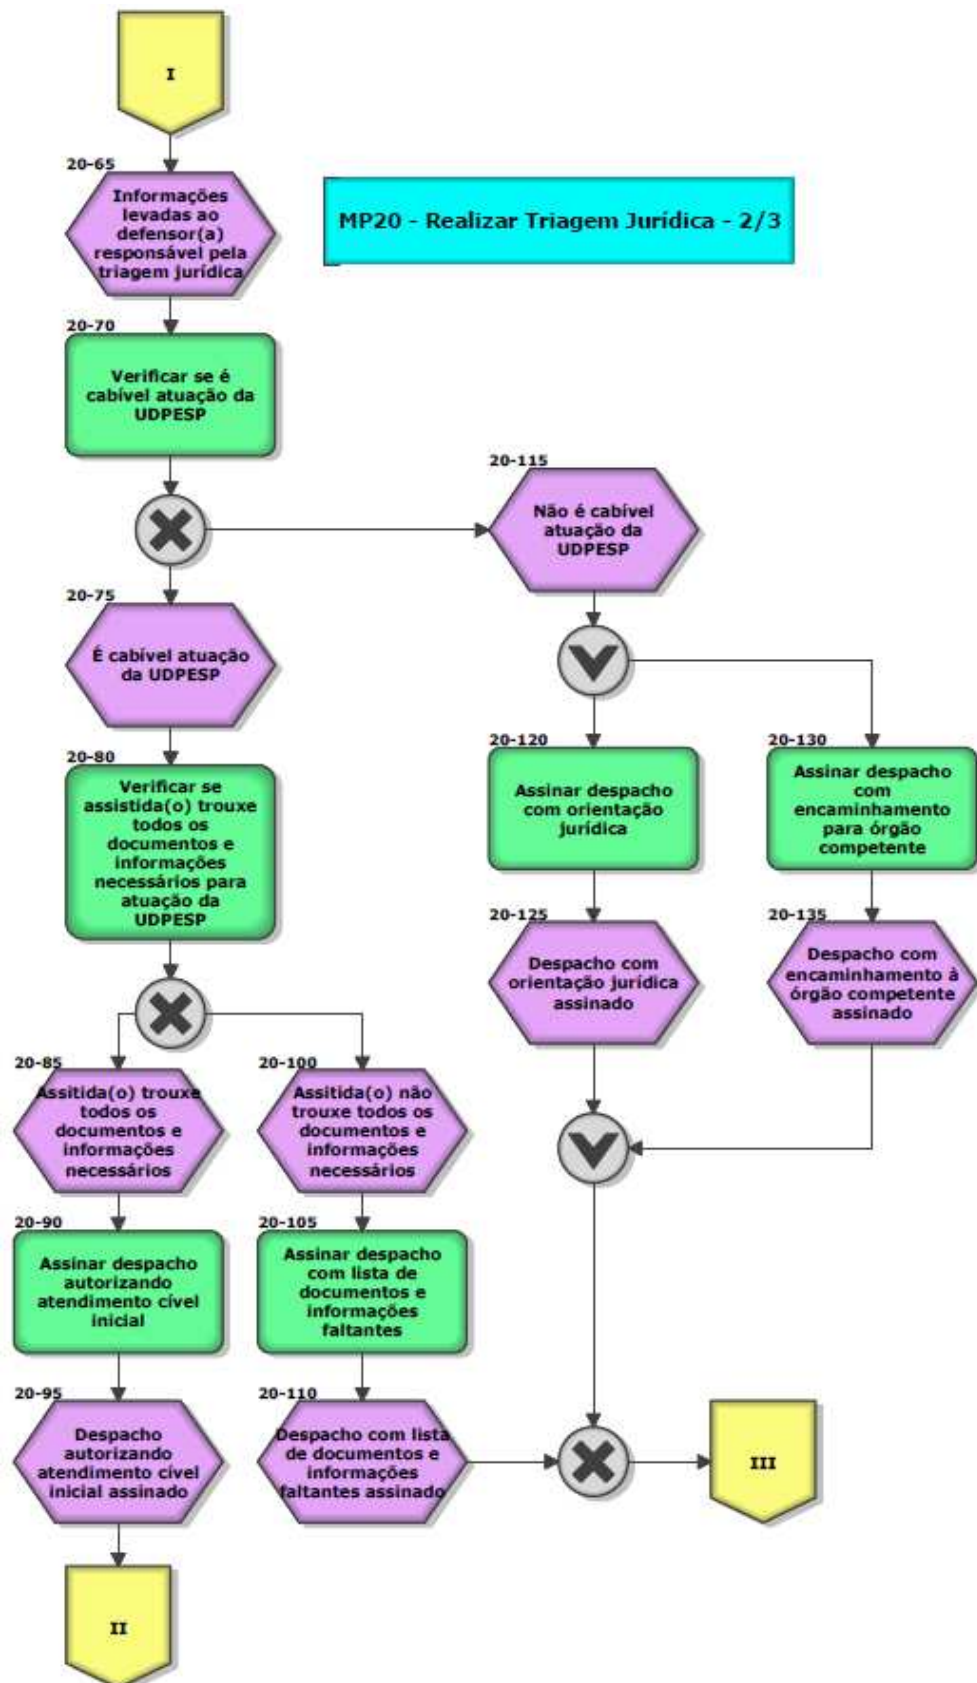 I
20-65
Informações
levadas ao
defensor(a)
responsável pela
triagem jurídica
MP20 - Realizar Triagem Jurídica - 2/3
20-70
Verificar se é
cabível atuação da
UDPESP
20-115
Não é cabível
atuação da
UDPESP
20-75
É cabível atuação
da UDPESP
20-80
Verificar se
assistida(o) trouxe
todos os
documentos e
informações
necessários para
atuação da
UDPESP
20-120
Assinar despacho
com orientação
jurídica
20-130
Assinar despacho
com
encaminhamento
para órgão
competente
20-125
Despacho com
orientação jurídica
assinado
20-135
Despacho com
encaminhamento à
órgão competente
assinado
20-85
Assitida(o) trouxe
todos os
documentos e
informações
necessários
20-100
Assitida(o) não
trouxe todos os
documentos e
informações
necessários
20-90
Assinar despacho
autorizando
atendimento cível
inicial
20-105
Assinar despacho
com lista de
documentos e
informações
faltantes
20-95
Despacho
autorizando
atendimento cível
inicial assinado
20-110
Despacho com lista
de documentos e
informações
faltantes assinado
III
II